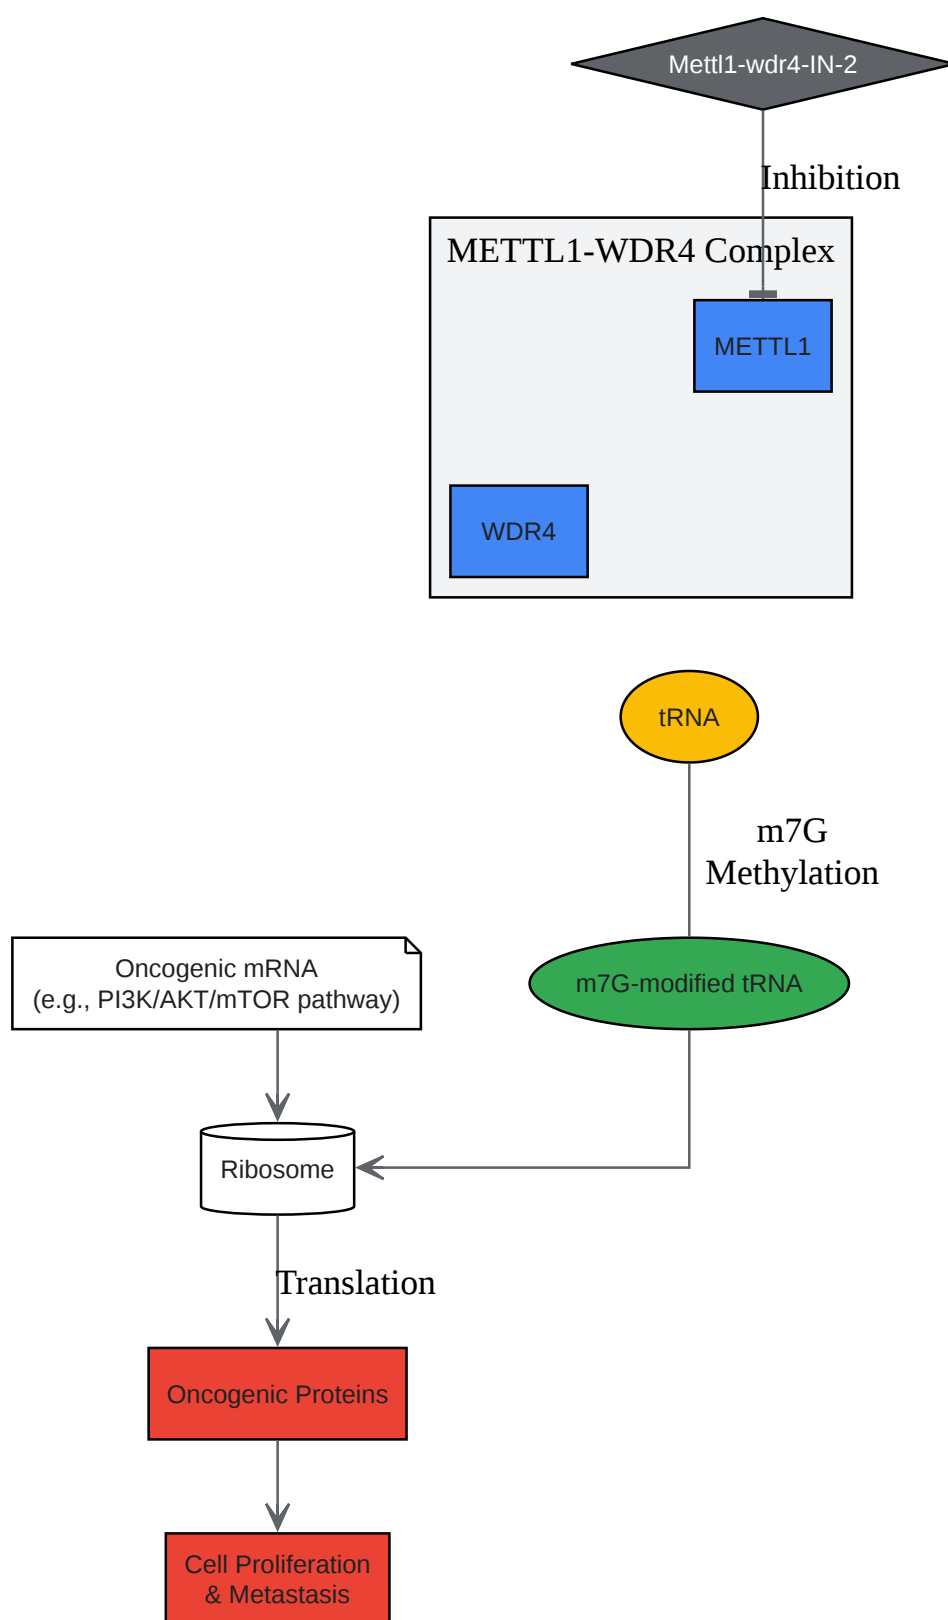 Mettl1-wdr4-IN-2
Inhibition
METTL1-WDR4 Complex
METTL1
WDR4
tRNA
m7G
Methylation
Oncogenic mRNA
(e.g., PI3K/AKT/mTOR pathway)
m7G-modified tRNA
Ribosome
Translation
Oncogenic Proteins
Cell Proliferation
& Metastasis